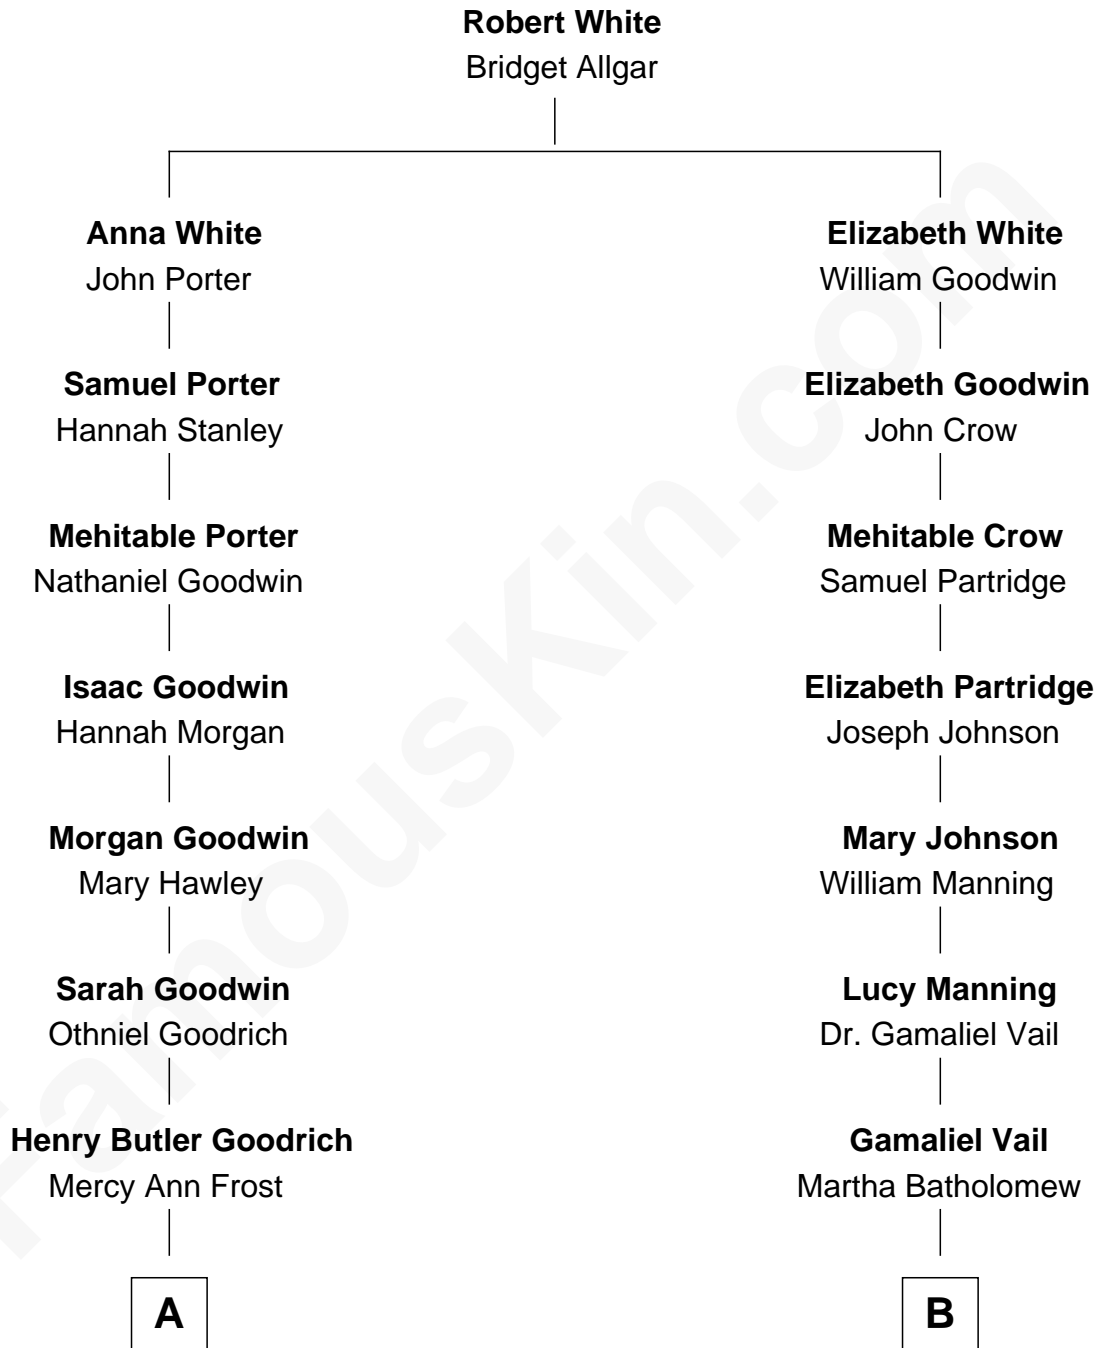 Robert White
Bridget Allgar
Anna White
John Porter
Elizabeth White
William Goodwin
Samuel Porter
Hannah Stanley
Elizabeth Goodwin
John Crow
Mehitable Porter
Nathaniel Goodwin
Mehitable Crow
Samuel Partridge
Isaac Goodwin
Hannah Morgan
Elizabeth Partridge
Joseph Johnson
Morgan Goodwin
Mary Hawley
Mary Johnson
William Manning
Sarah Goodwin
Othniel Goodrich
Lucy Manning
Dr. Gamaliel Vail
Henry Butler Goodrich
Mercy Ann Frost
Gamaliel Vail
Martha Batholomew
A
B
FamousKin.com